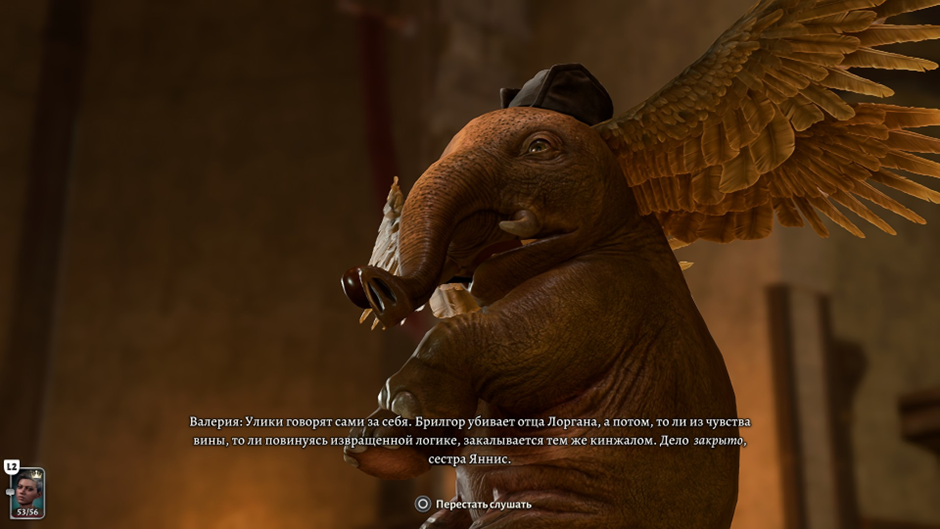 Валерия: Улики говорят сами за себя. Брилгор убивает отца Лоргана, а потом, то ли из чувства
вины, то ли повинуясь извращенной логике, закалывается тем же кинжалом. Дело закрыто,
сестра Яннис.
L2
53/56
Перестать слушать